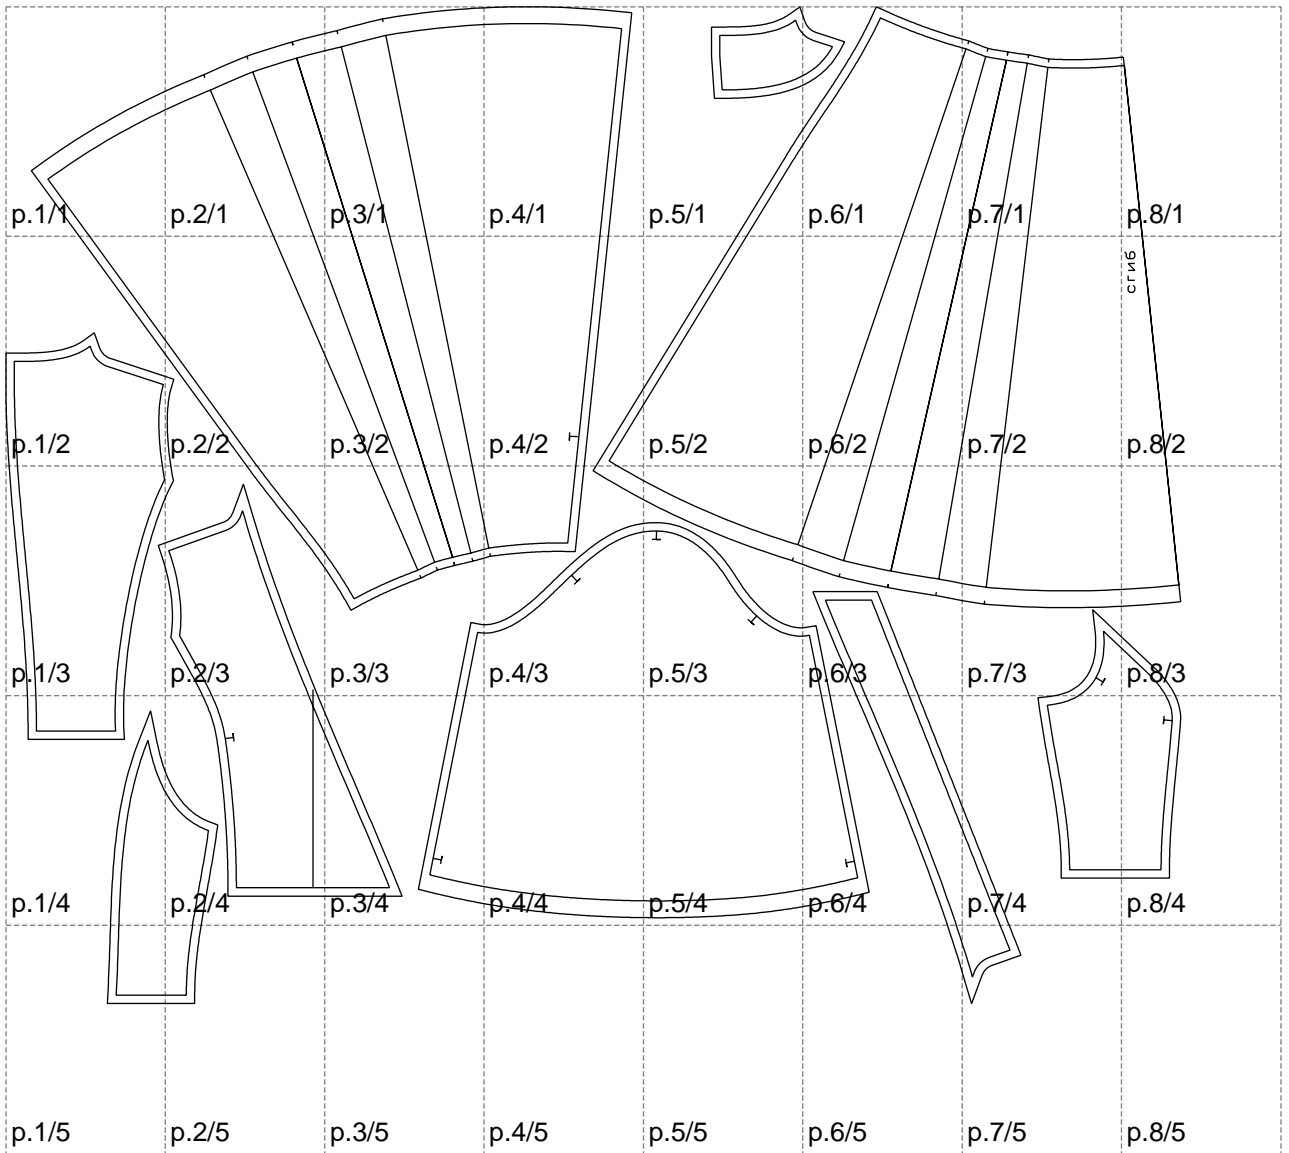 p.1/1 p.2/1 p.3/1 p.4/1 p.5/1 p.6/1 p.7/1 p.8/1
сгиб
p.1/2 p.2/2 p.3/2 p.4/2 p.5/2 p.6/2 p.7/2 p.8/2
p.1/3 p.2/3 p.3/3 p.4/3 p.5/3 p.6/3 p.7/3 p.8/3
p.1/4 p.2/4 p.3/4 p.4/4 p.5/4 p.6/4 p.7/4 p.8/4
p.1/5 p.2/5 p.3/5 p.4/5 p.5/5 p.6/5 p.7/5 p.8/5